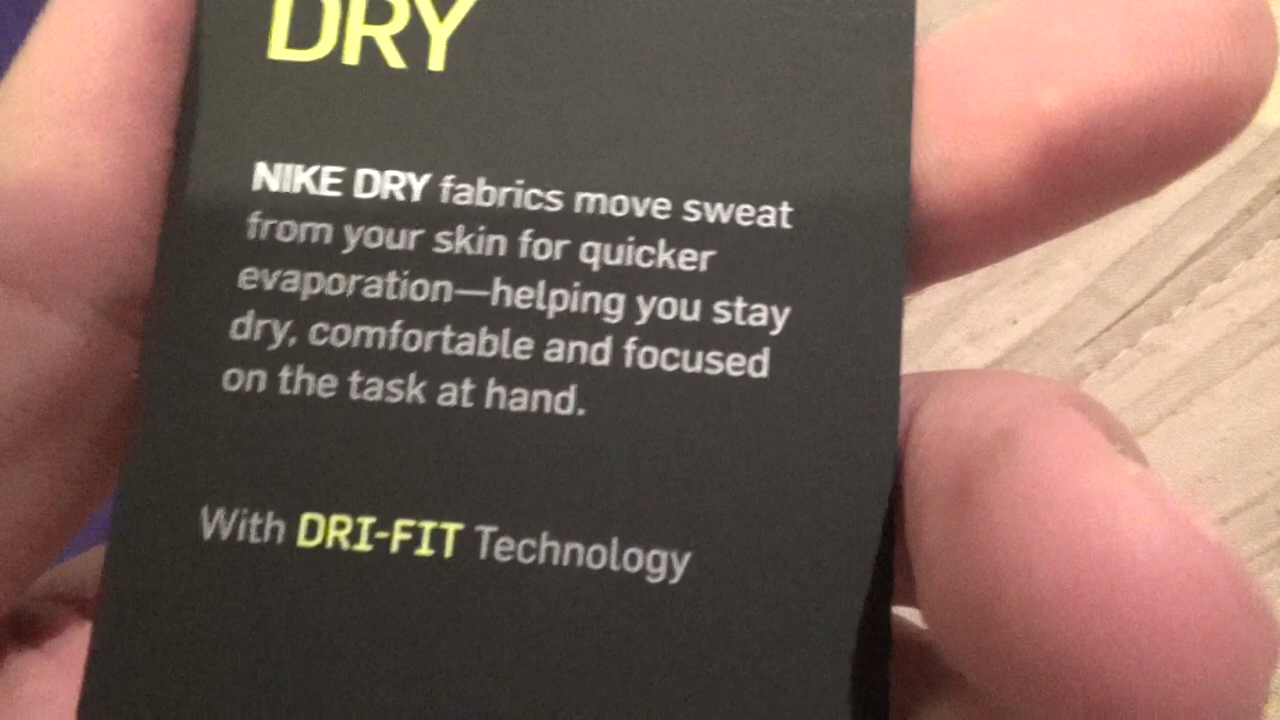 DRY
NIKE DRY fabrics move sweat
from your skin for quicker
evaporation—helping you stay
dry, comfortable and focused
on the task at hand.
With DRI-FIT Technology